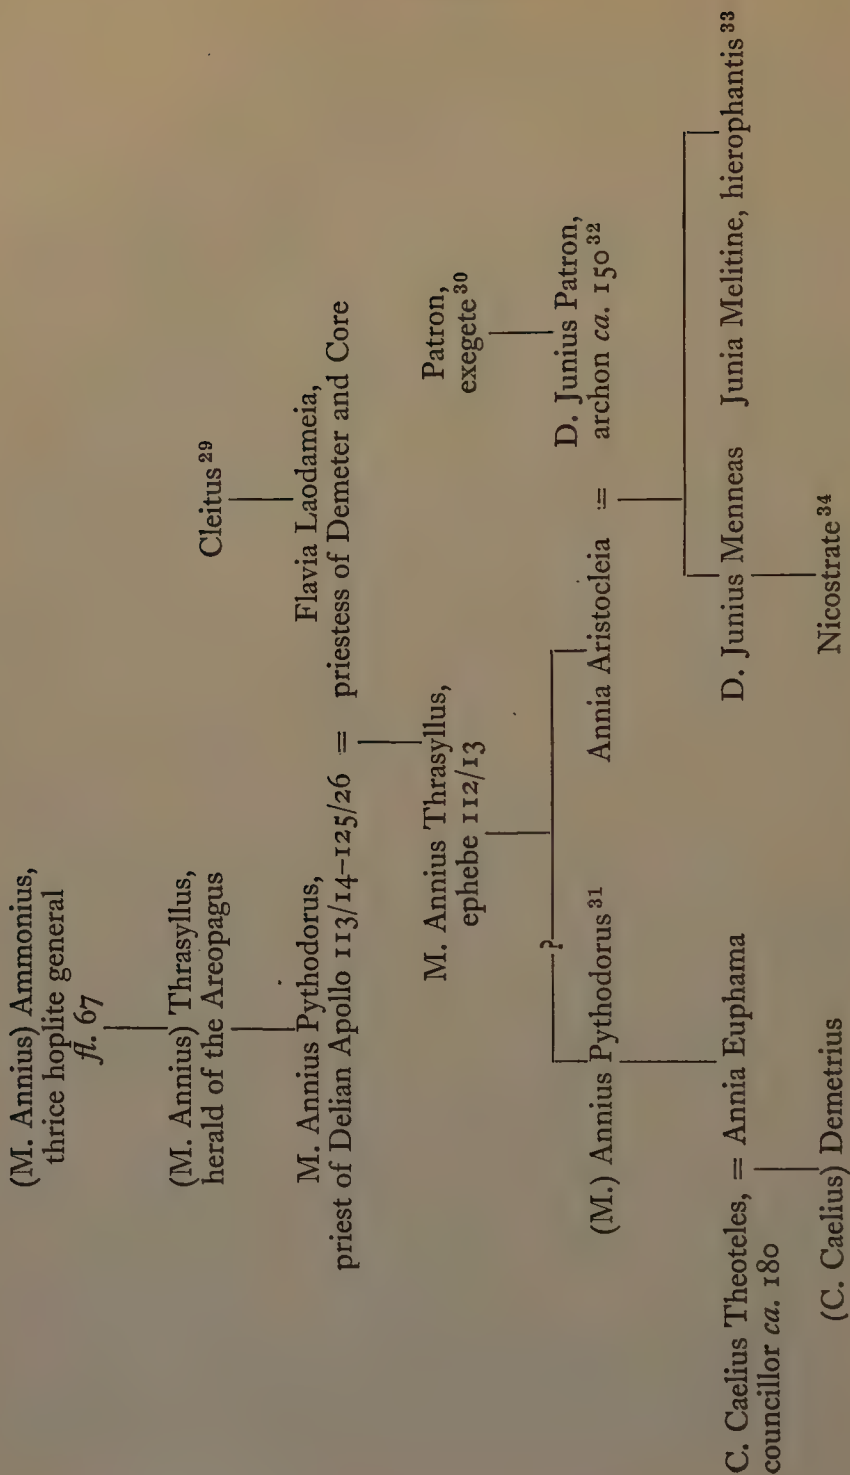 (M. Annius) Ammonius,
thrice hoplite general
fl. 67
(M. Annius) Thrasyllus,
herald of the Areopagus
Cleitus 29
M. Annius Pythodorus,
priest of Delian Apollo 113/14–125/26
=
Flavia Laodameia,
priestess of Demeter and Core
M. Annius Thrasyllus,
ephebe 112/13
Patron,
exegete 30
?
(M.) Annius Pythodorus 31
Annia Aristocleia
=
D. Junius Patron,
archon ca. 150 32
C. Caelius Theoteles,
councillor ca. 180
= Annia Euphama
D. Junius Menneas
Junia Melitine, hierophantis 33
(C. Caelius) Demetrius
Nicostrate 34